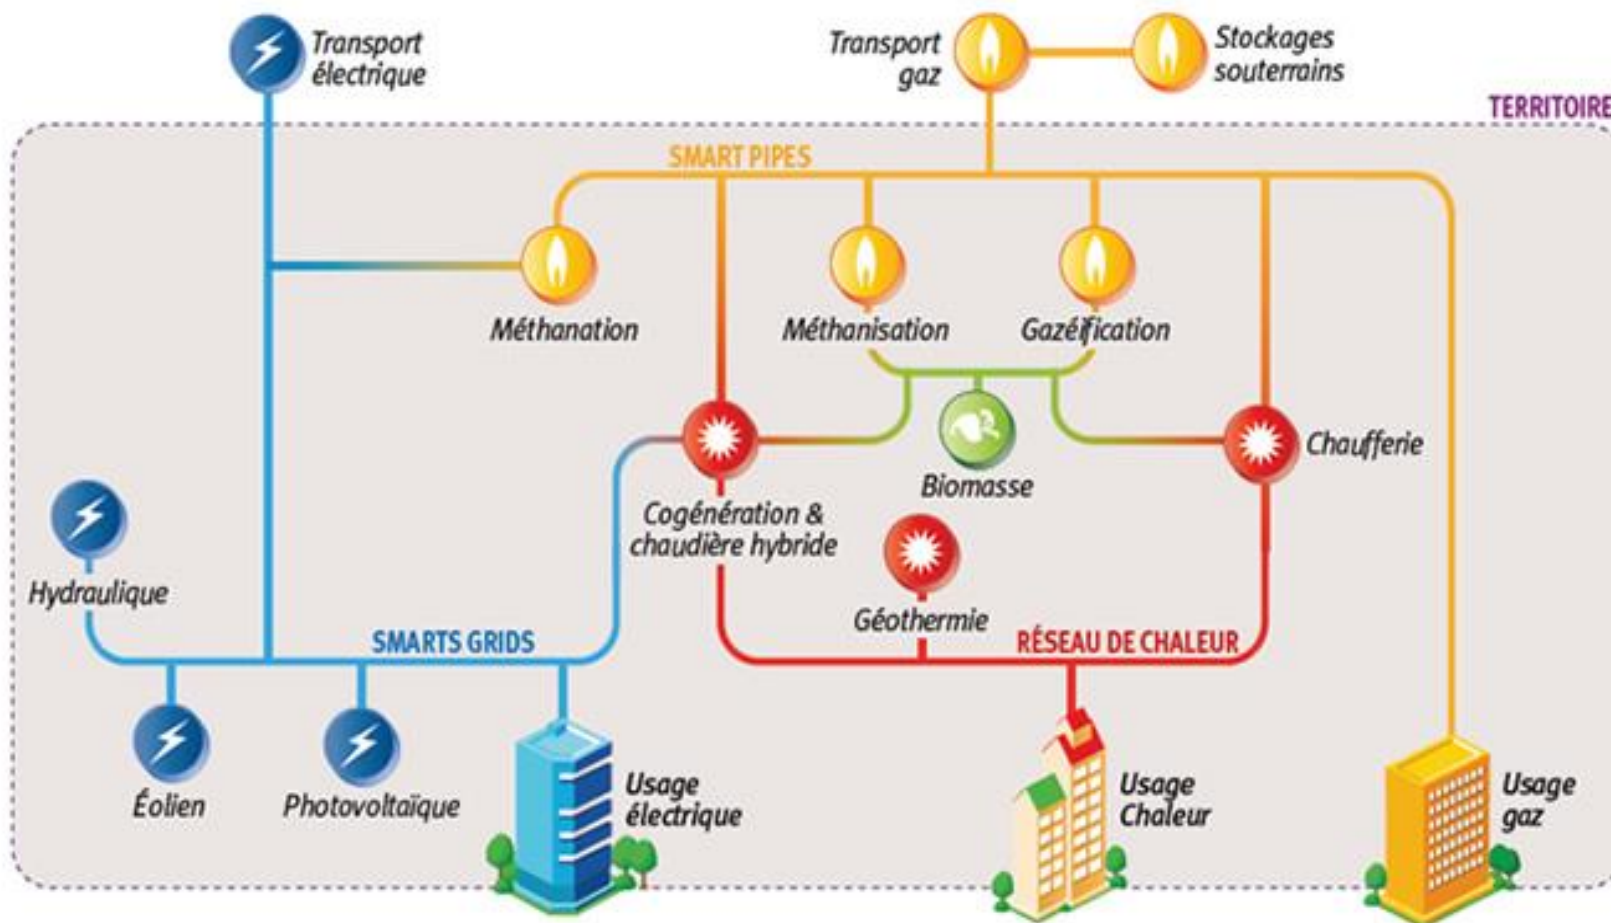 Transport
électrique
Transport
gaz
Stockages
souterrains
TERRITOIRE
SMART PIPES
Méthanation
Méthanisation
Gazéification
Chaufferie
Biomasse
Cogénération &
chaudière hybride
Hydraulique
Géothermie
SMARTS GRIDS
RÉSEAU DE CHALEUR
Éolien
Photovoltaïque
Usage
électrique
Usage
Chaleur
Usage
gaz